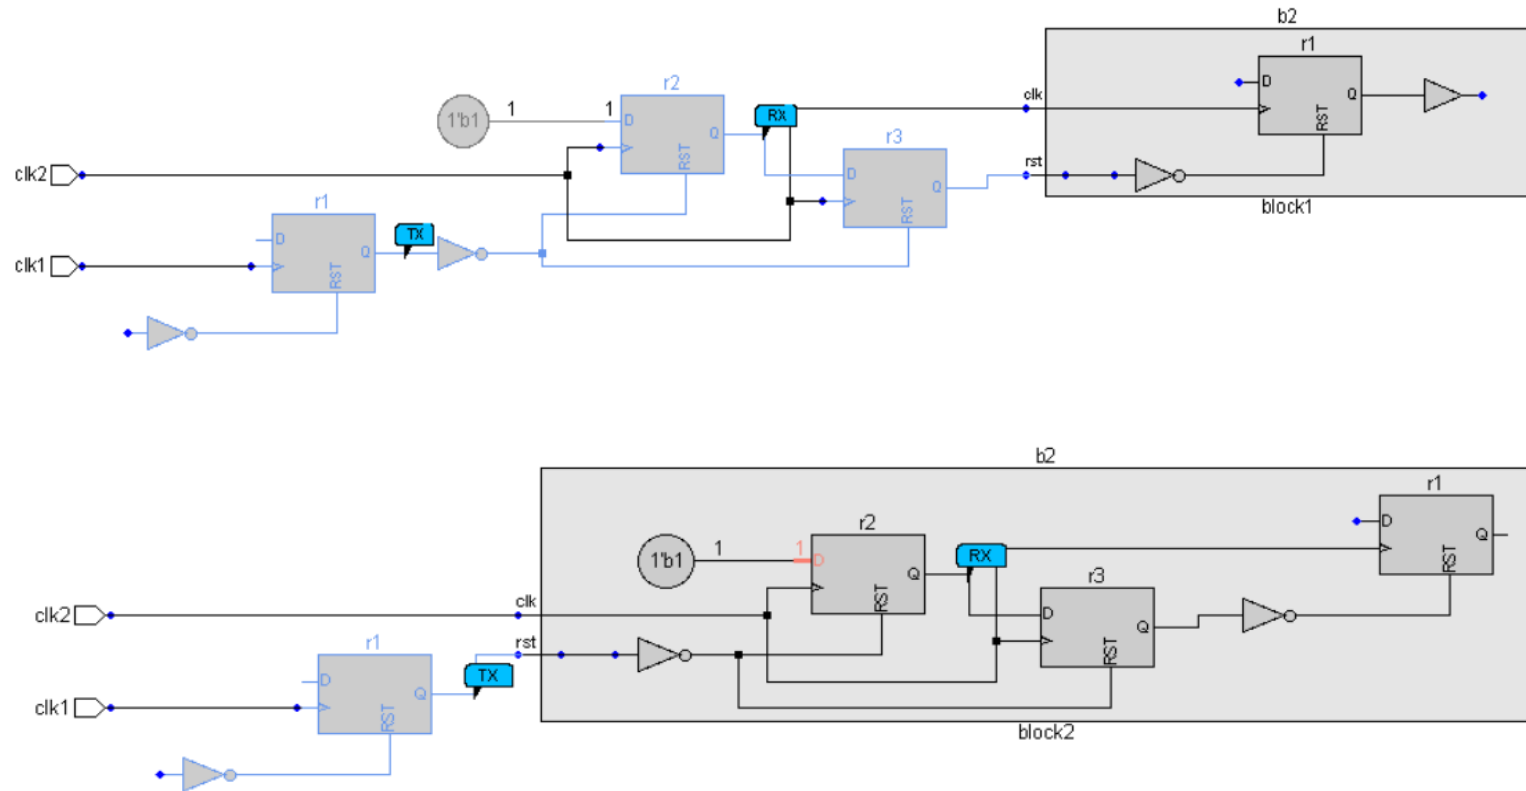 b2
r1
r2
1'b1
1
1
D
Q
RST
RX
clk
D
Q
RST
r3
D
Q
RST
rst
clk2
r1
D
Q
RST
TX
clk1
block1
b2
r1
D
Q
RST
r2
1'b1
1
1
D
Q
RST
RX
r3
D
Q
RST
clk
clk2
rst
r1
D
Q
RST
TX
clk1
block2